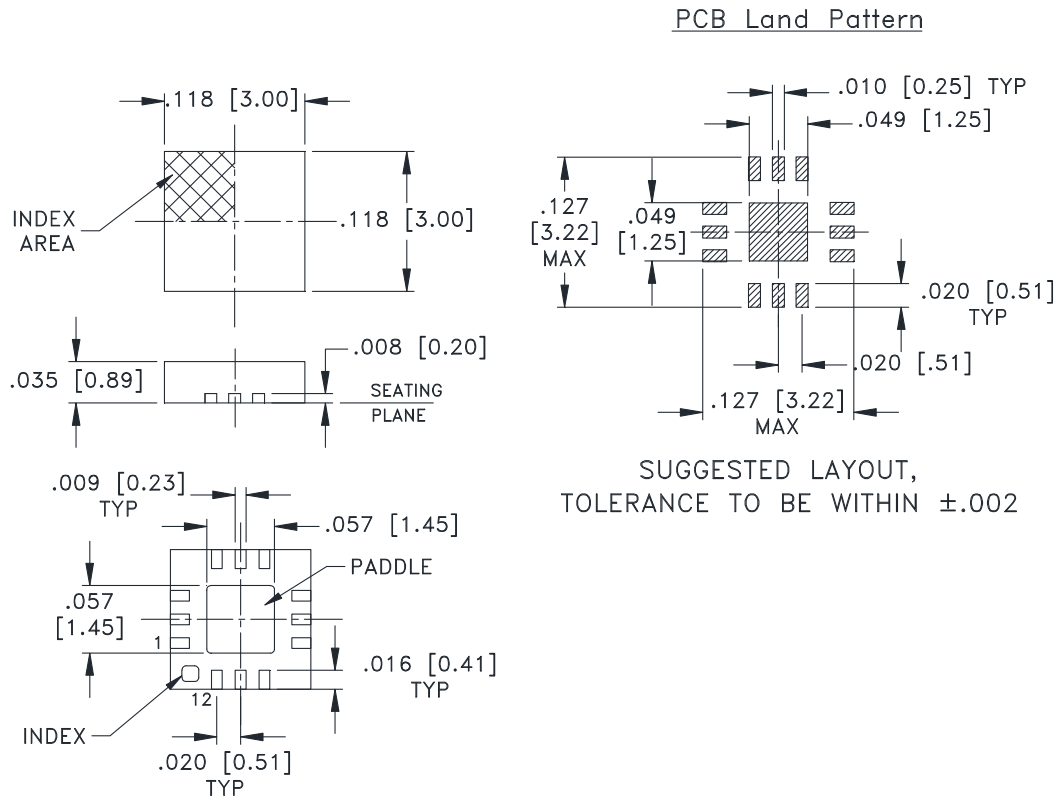 PCB Land Pattern
.118 [3.00]
INDEX
AREA
.118 [3.00]
.035 [0.89]
.008 [0.20]
SEATING
PLANE
.009 [0.23]
TYP
.057 [1.45]
PADDLE
.057
[1.45]
1
.016 [0.41]
TYP
12
INDEX
.020 [0.51]
TYP
.010 [0.25] TYP
.049 [1.25]
.127
[3.22]
MAX
.049
[1.25]
.020 [0.51]
TYP
.020 [.51]
.127 [3.22]
MAX
SUGGESTED LAYOUT,
TOLERANCE TO BE WITHIN ±.002